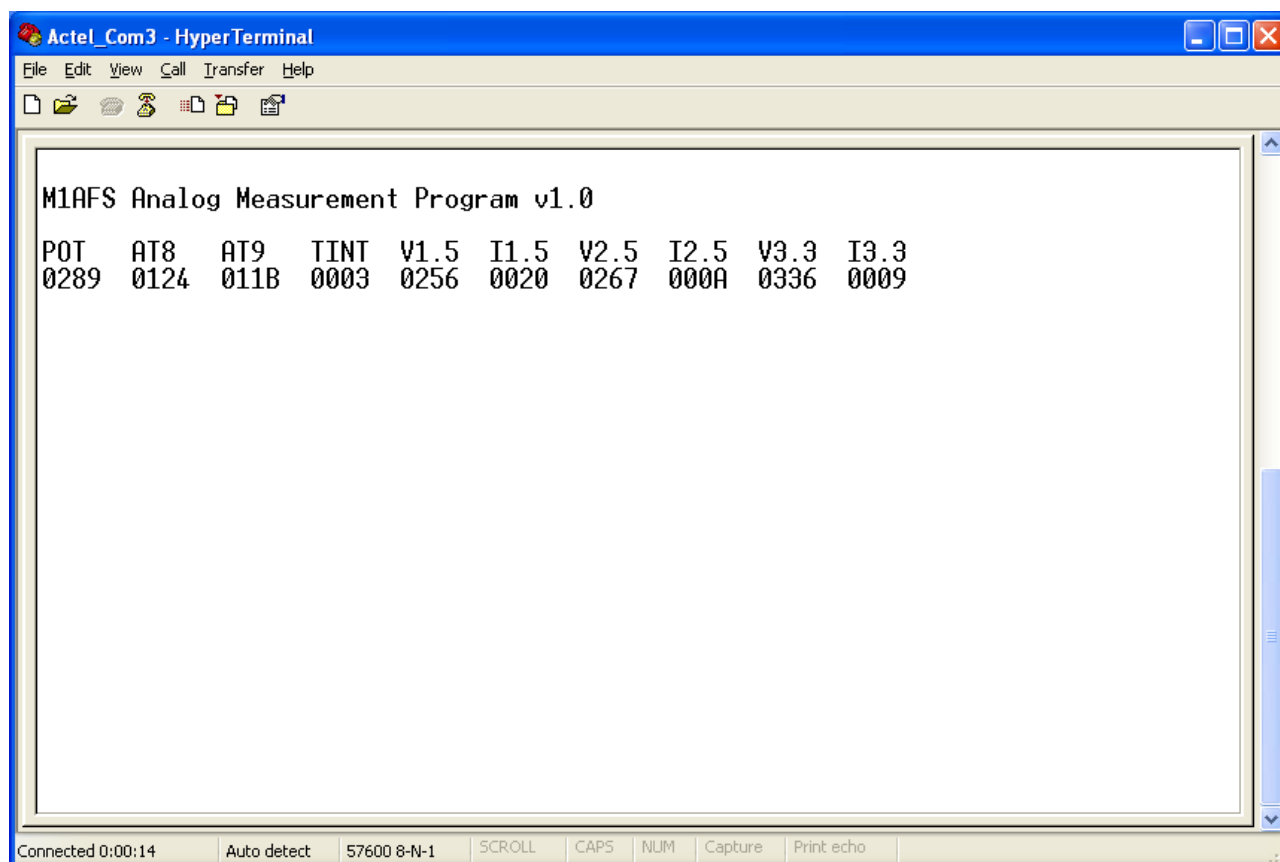 Actel_Com3 - HyperTerminal
File Edit View Call Transfer Help
M1AFS Analog Measurement Program v1.0
POT AT8 AT9 TINT V1.5 I1.5 V2.5 I2.5 V3.3 I3.3
0289 0124 011B 0003 0256 0020 0267 000A 0336 0009
Connected 0:00:14 Auto detect 57600 8-N-1 SCROLL CAPS NUM Capture Print echo